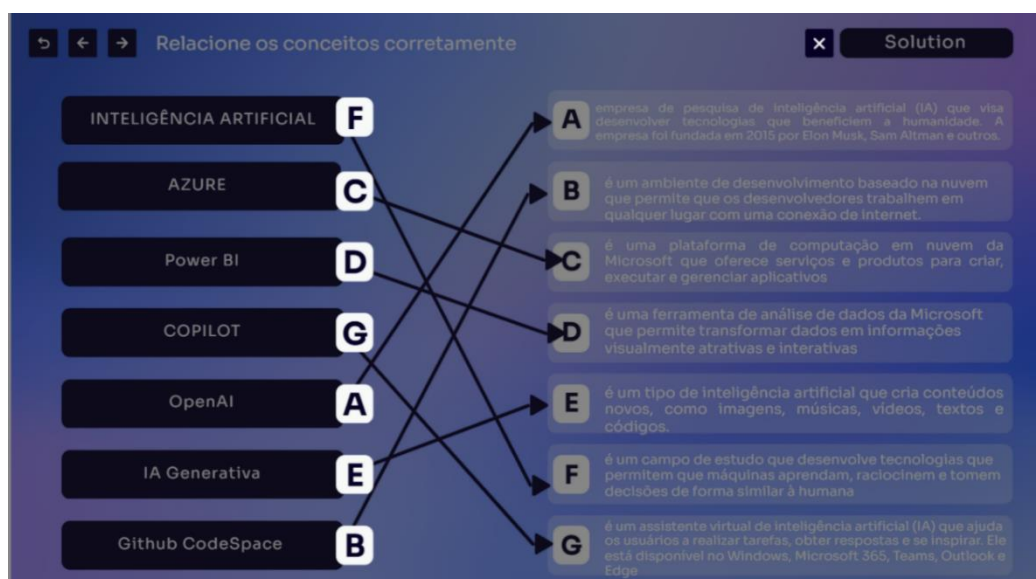 Relacione os conceitos corretamente
Solution
INTELIGÊNCIA ARTIFICIAL F
AZURE C
Power BI D
COPILOT G
OpenAI A
IA Generativa E
Github CodeSpace B
A
empresa de pesquisa de inteligência artificial (IA) que visa
desenvolver tecnologias que beneficiem a humanidade. A
empresa foi fundada em 2015 por Elon Musk, Sam Altman e outros.
B
é um ambiente de desenvolvimento baseado na nuvem
que permite que os desenvolvedores trabalhem em
qualquer lugar com uma conexão de internet.
C
é uma plataforma de computação em nuvem da
Microsoft que oferece serviços e produtos para criar,
executar e gerenciar aplicativos
D
é uma ferramenta de análise de dados da Microsoft
que permite transformar dados em informações
visualmente atrativas e interativas
E
é um tipo de inteligência artificial que cria conteúdos
novos, como imagens, músicas, vídeos, textos e
códigos.
F
é um campo de estudo que desenvolve tecnologias que
permitem que máquinas aprendam, raciocinem e tomem
decisões de forma similar à humana
G
é um assistente virtual de inteligência artificial (IA) que ajuda
os usuários a realizar tarefas, obter respostas e se inspirar. Ele
está disponível no Windows, Microsoft 365, Teams, Outlook e
Edge